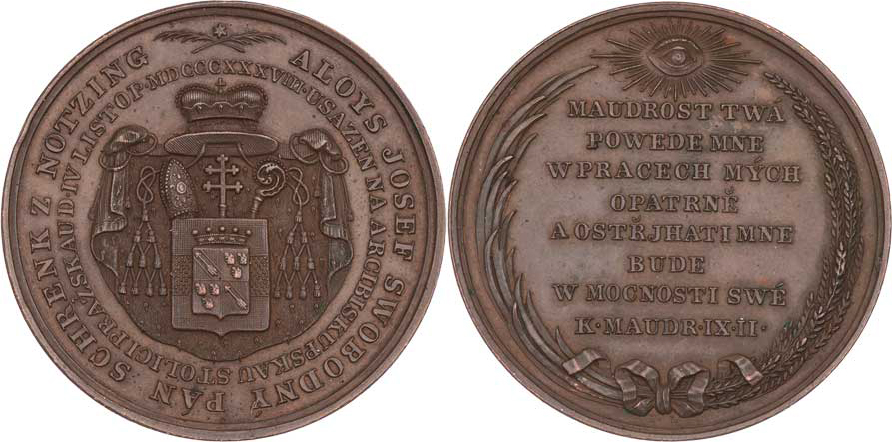 ALOYS JOSEF SWOBODNÝ PÁN SCHRENK Z NOTZING
MDCCCXXXVIII·USAZEN NA ARCIBISKUPSKAU STOLICI PRAŽSKAU D·IV LISTOP·
MAUDROST TWÁ
POWEDE MNE
W PRACECH MÝCH
OPATRNĚ
A OSTŘJHATI MNE
BUDE
W MOCNOSTI SWÉ
K·MAUDR·IX·II·